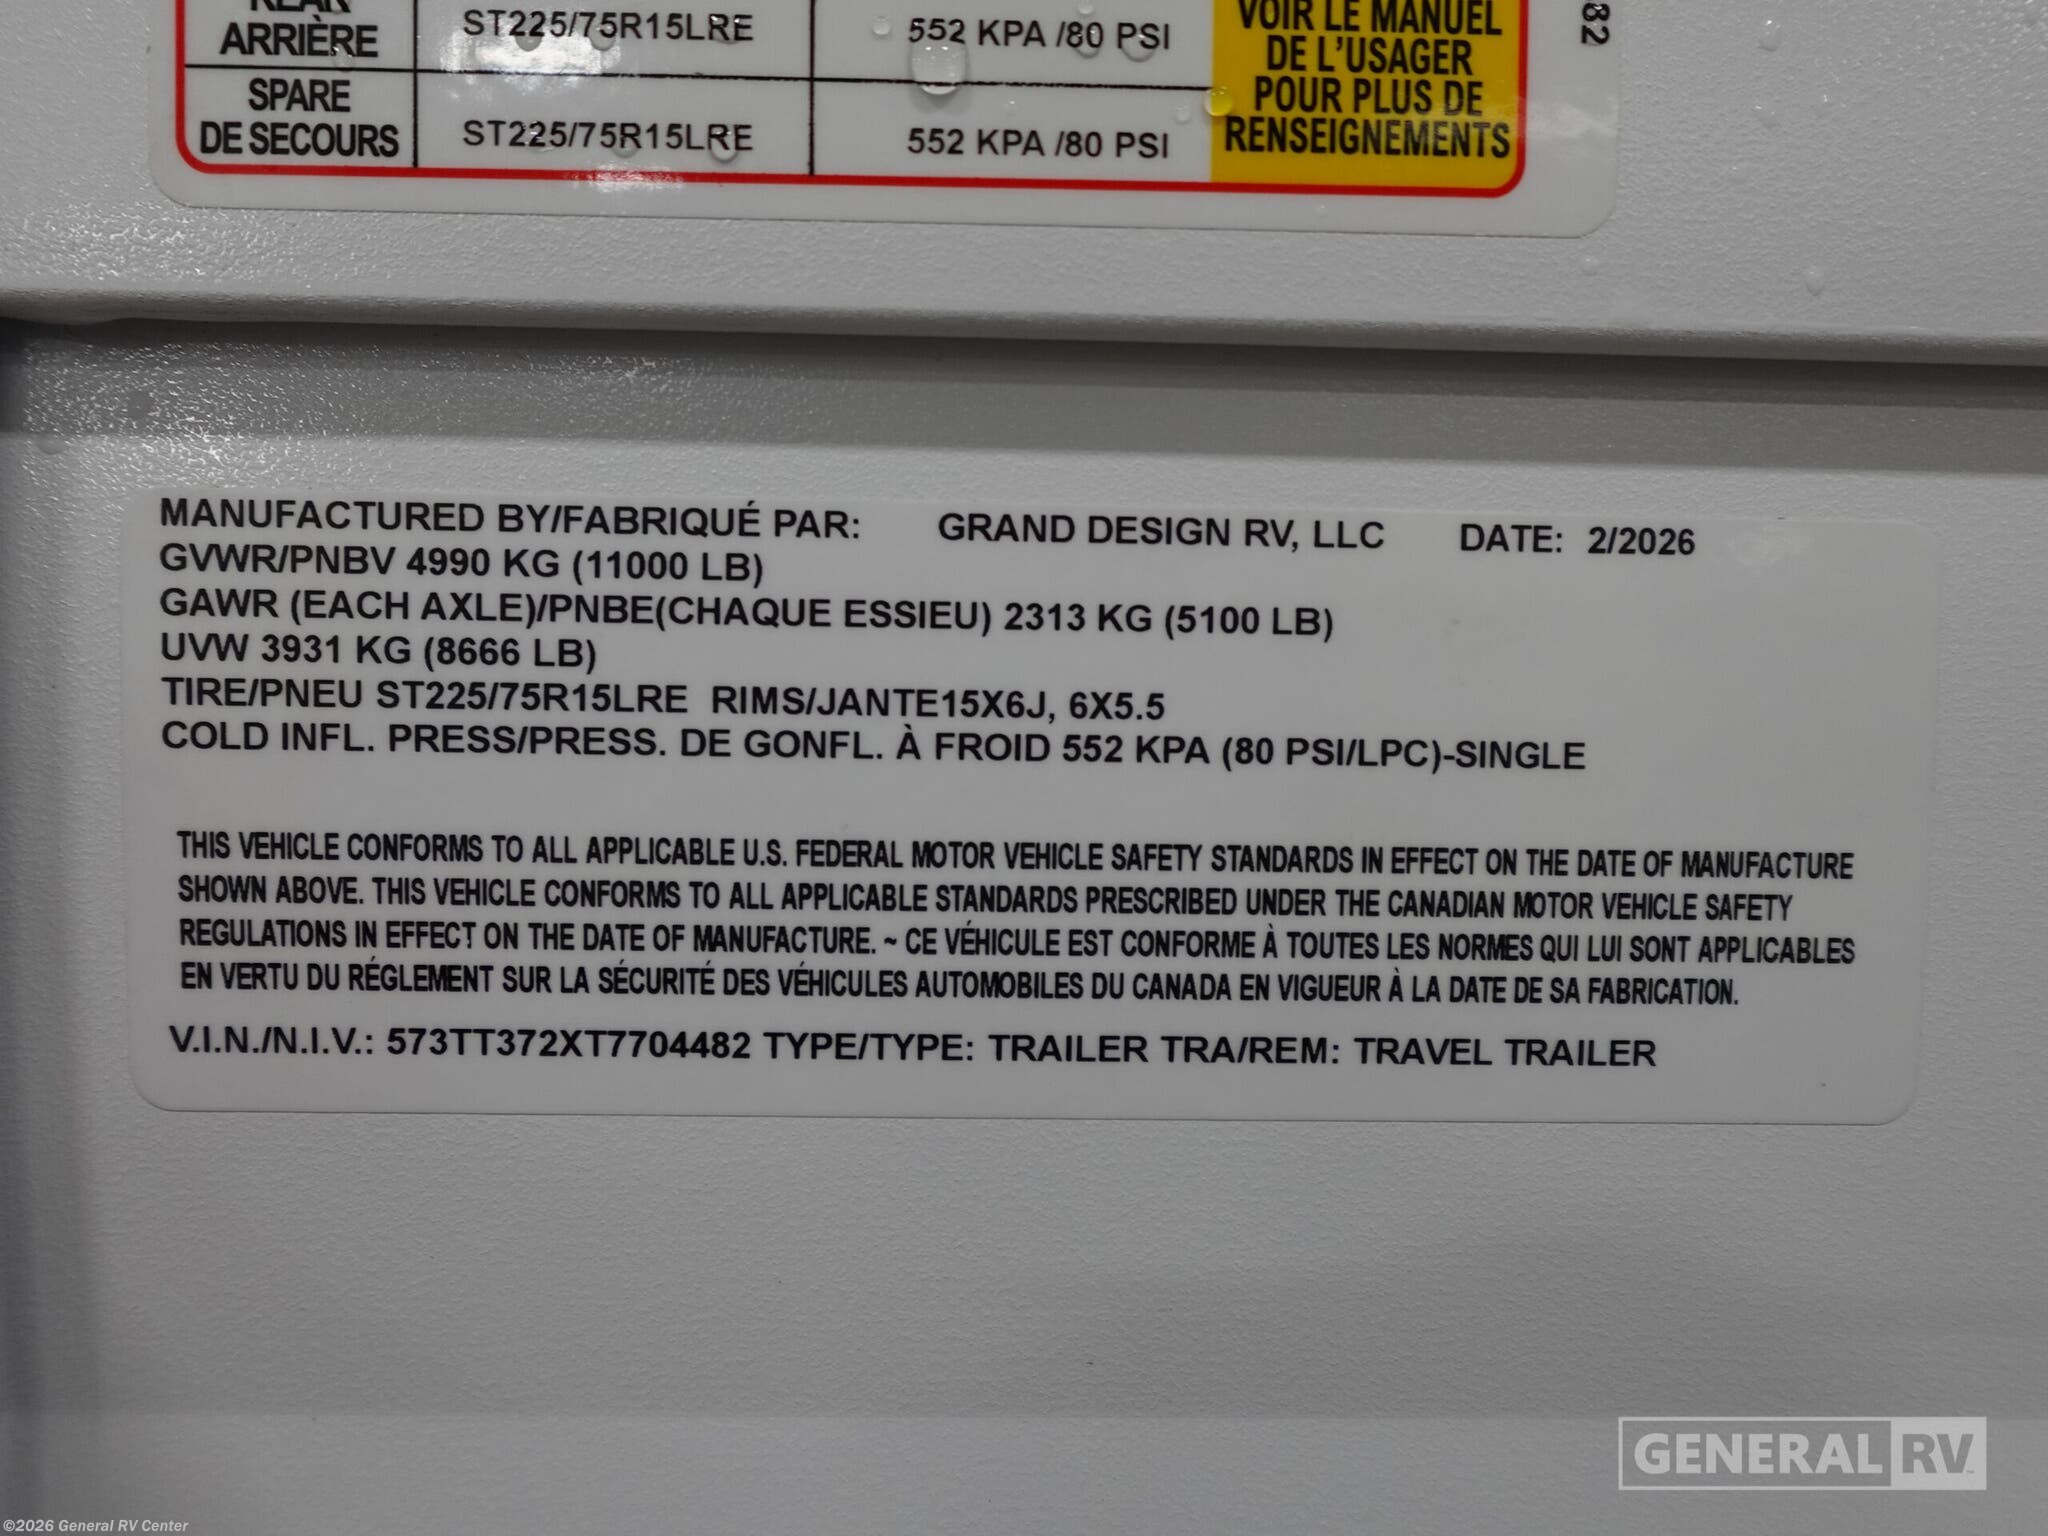 REAR
ARRIÈRE
ST225/75R15LRE
552 KPA /80 PSI
SPARE
DE SECOURS
ST225/75R15LRE
552 KPA /80 PSI
VOIR LE MANUEL
DE L'USAGER
POUR PLUS DE
RENSEIGNEMENTS
82
MANUFACTURED BY/FABRIQUÉ PAR: GRAND DESIGN RV, LLC DATE: 2/2026
GVWR/PNBV 4990 KG (11000 LB)
GAWR (EACH AXLE)/PNBE(CHAQUE ESSIEU) 2313 KG (5100 LB)
UVW 3931 KG (8666 LB)
TIRE/PNEU ST225/75R15LRE RIMS/JANTE15X6J, 6X5.5
COLD INFL. PRESS/PRESS. DE GONFL. À FROID 552 KPA (80 PSI/LPC)-SINGLE
THIS VEHICLE CONFORMS TO ALL APPLICABLE U.S. FEDERAL MOTOR VEHICLE SAFETY STANDARDS IN EFFECT ON THE DATE OF MANUFACTURE
SHOWN ABOVE. THIS VEHICLE CONFORMS TO ALL APPLICABLE STANDARDS PRESCRIBED UNDER THE CANADIAN MOTOR VEHICLE SAFETY
REGULATIONS IN EFFECT ON THE DATE OF MANUFACTURE. ~ CE VÉHICULE EST CONFORME À TOUTES LES NORMES QUI LUI SONT APPLICABLES
EN VERTU DU RÉGLEMENT SUR LA SÉCURITÉ DES VÉHICULES AUTOMOBILES DU CANADA EN VIGUEUR À LA DATE DE SA FABRICATION.
V.I.N./N.I.V.: 573TT372XT7704482 TYPE/TYPE: TRAILER TRA/REM: TRAVEL TRAILER
GENERAL RV
©2026 General RV Center